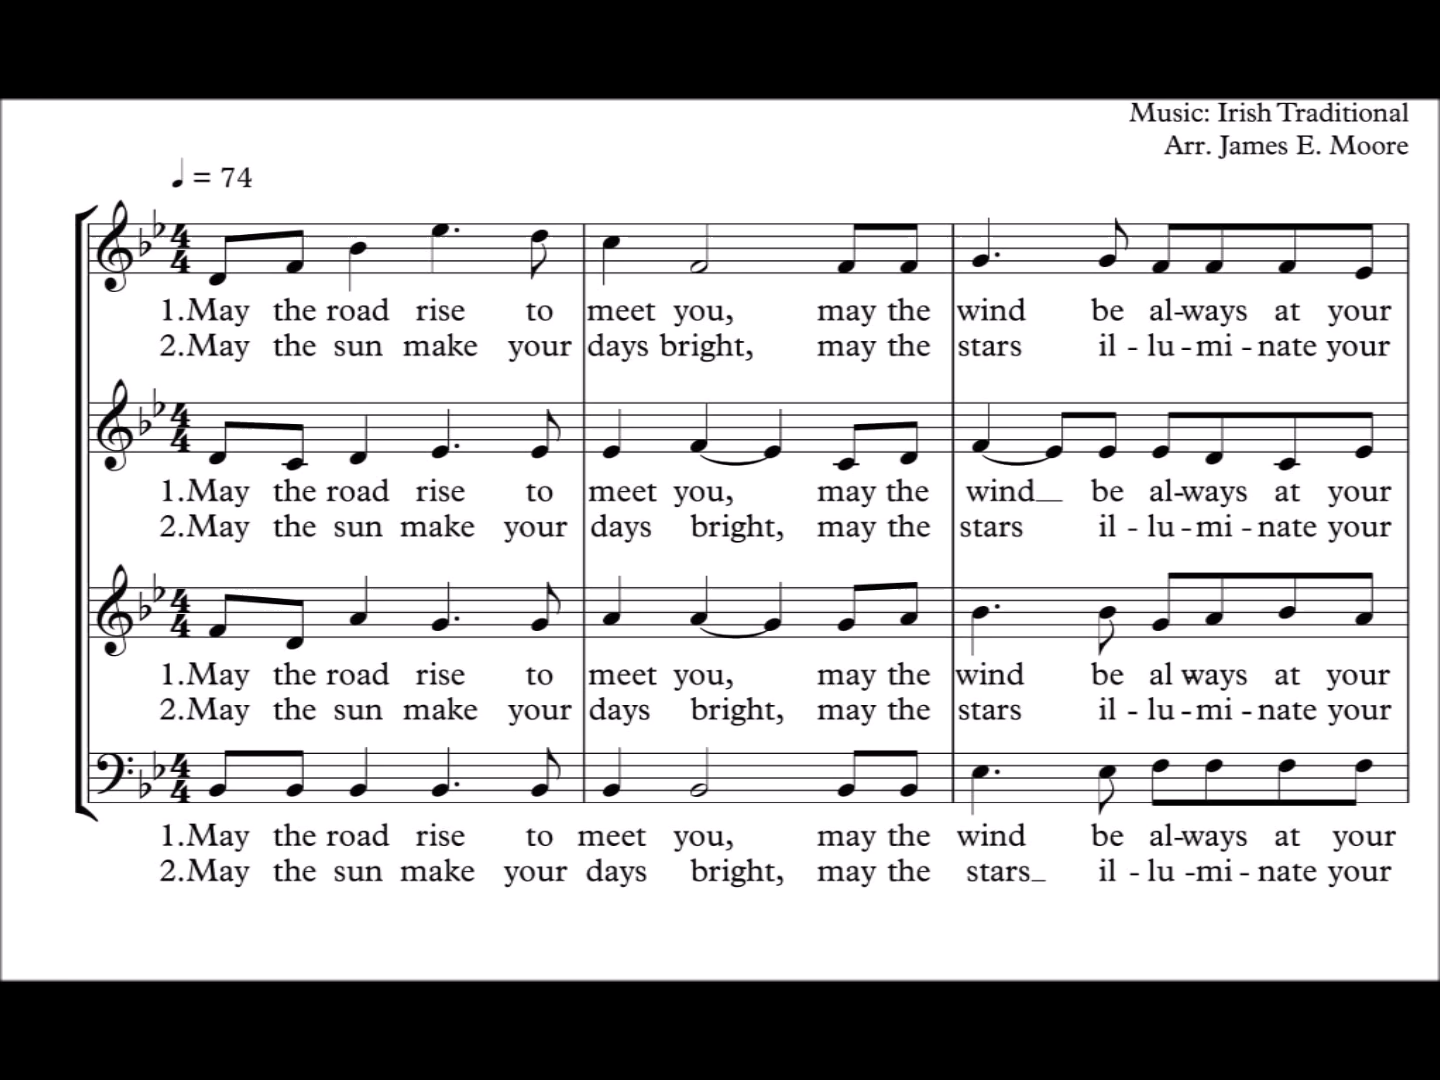 Music: Irish Traditional
Arr. James E. Moore
♩ = 74
1.May the road rise to meet you, may the wind be al-ways at your
2.May the sun make your days bright, may the stars il - lu - mi - nate your
1.May the road rise to meet you, may the wind_ be al-ways at your
2.May the sun make your days bright, may the stars il - lu - mi - nate your
1.May the road rise to meet you, may the wind be al-ways at your
2.May the sun make your days bright, may the stars il - lu - mi - nate your
1.May the road rise to meet you, may the wind be al-ways at your
2.May the sun make your days bright, may the stars_ il - lu -mi - nate your